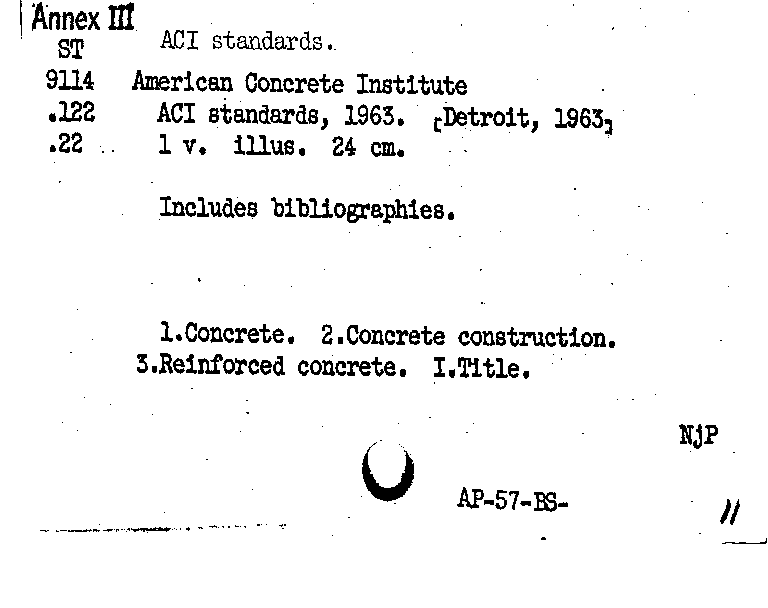 Annex III
ST ACI standards.
9114 American Concrete Institute
.122 ACI standards, 1963. [Detroit, 1963]
.22 1 v. illus. 24 cm.
Includes bibliographies.
1.Concrete. 2.Concrete construction.
3.Reinforced concrete. I.Title.
NjP
AP-57-BS-
11